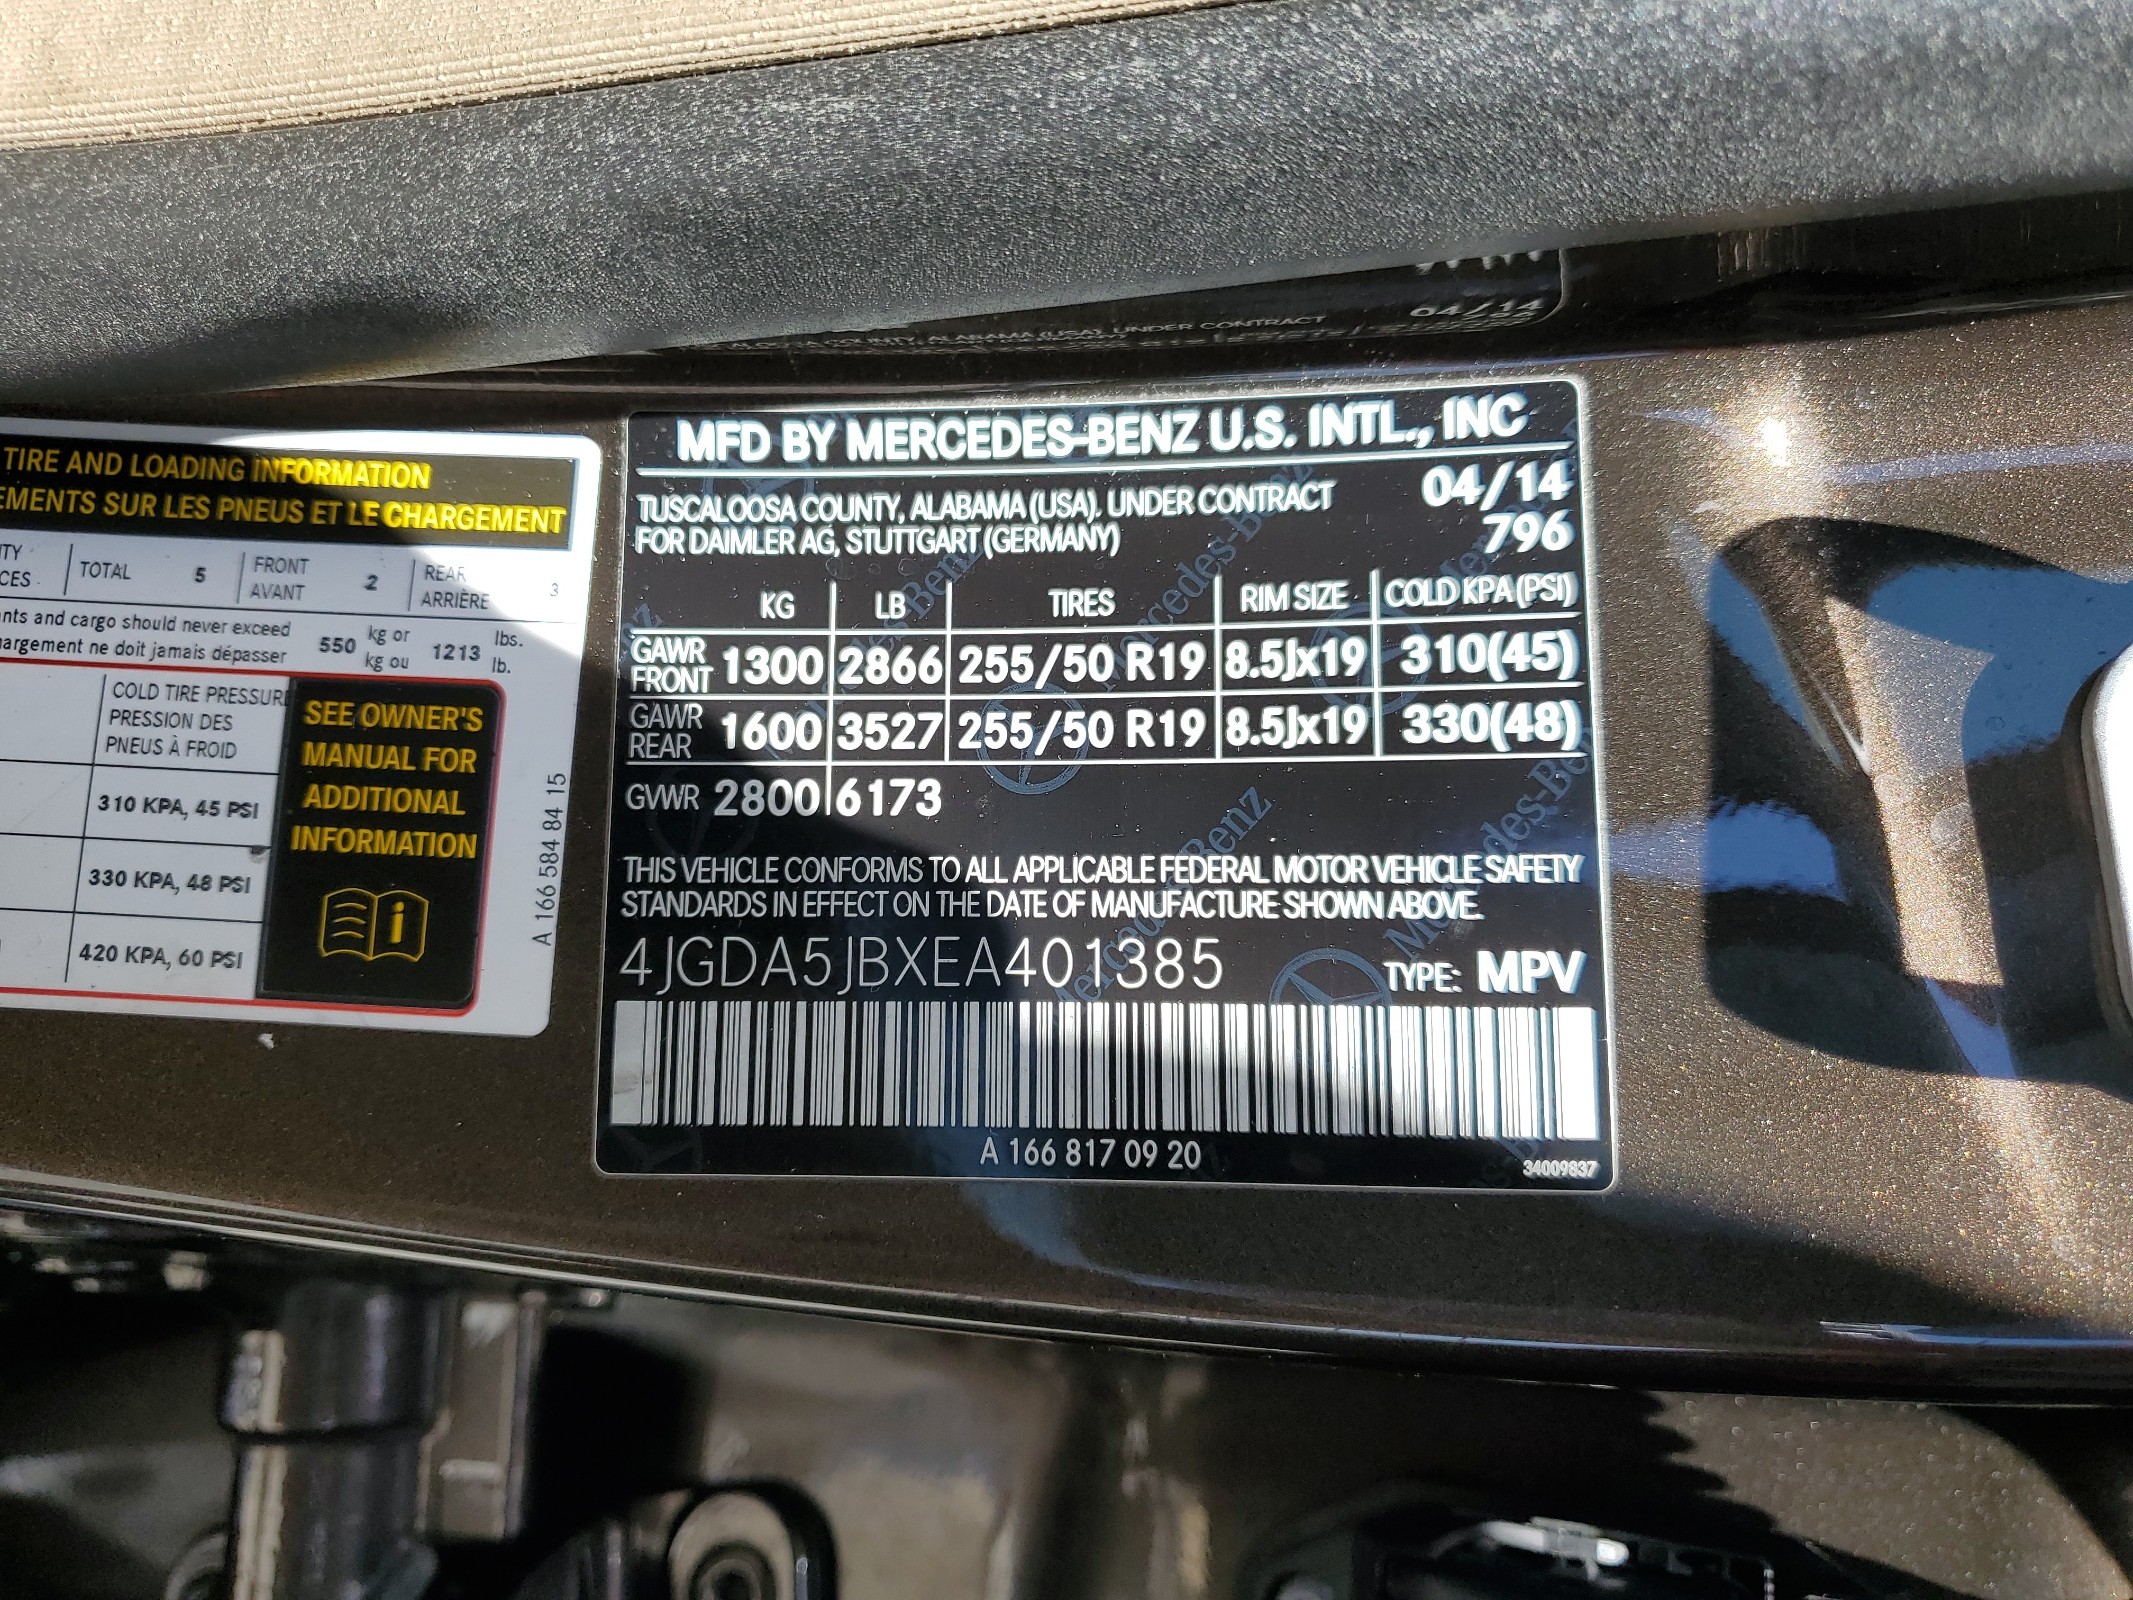 TIRE AND LOADING INFORMATION
SUR LES PNEUS ET LE CHARGEMENT
TOTAL 5 FRONT AVANT 2 REAR ARRIÈRE 3
and cargo should never exceed 550 kg or 1213 lbs.
ne doit jamais dépasser kg ou lb.
COLD TIRE PRESSURE
PRESSION DES
PNEUS À FROID
310 KPA, 45 PSI
330 KPA, 48 PSI
420 KPA, 60 PSI
SEE OWNER'S
MANUAL FOR
ADDITIONAL
INFORMATION
i
A 166 584 84 15
04/14
ALABAMA (USA). UNDER CONTRACT
MFD BY MERCEDES-BENZ U.S. INTL., INC
TUSCALOOSA COUNTY, ALABAMA (USA). UNDER CONTRACT 04/14
FOR DAIMLER AG, STUTTGART (GERMANY) 796
KG LB TIRES RIM SIZE COLD KPA (PSI)
GAWR FRONT 1300 2866 255/50 R19 8.5Jx19 310(45)
GAWR REAR 1600 3527 255/50 R19 8.5Jx19 330(48)
GVWR 2800 6173
THIS VEHICLE CONFORMS TO ALL APPLICABLE FEDERAL MOTOR VEHICLE SAFETY
STANDARDS IN EFFECT ON THE DATE OF MANUFACTURE SHOWN ABOVE.
4JGDA5JBXEA401385 TYPE: MPV
A 166 817 09 20
34009837